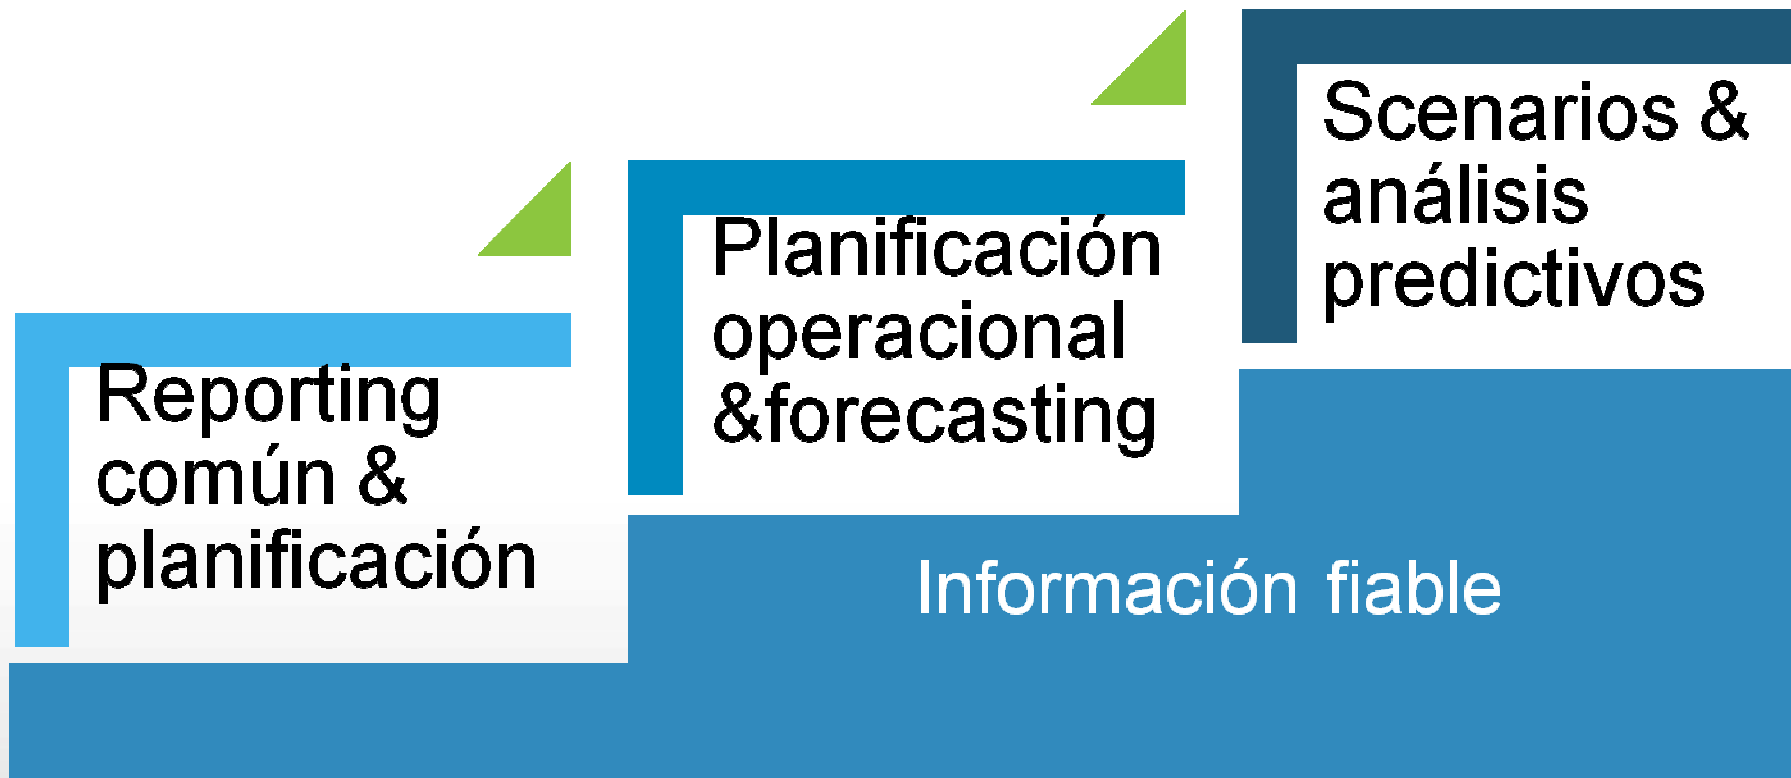 Reporting
común &
planificación
Planificación
operacional
&forecasting
Scenarios &
análisis
predictivos
Información fiable